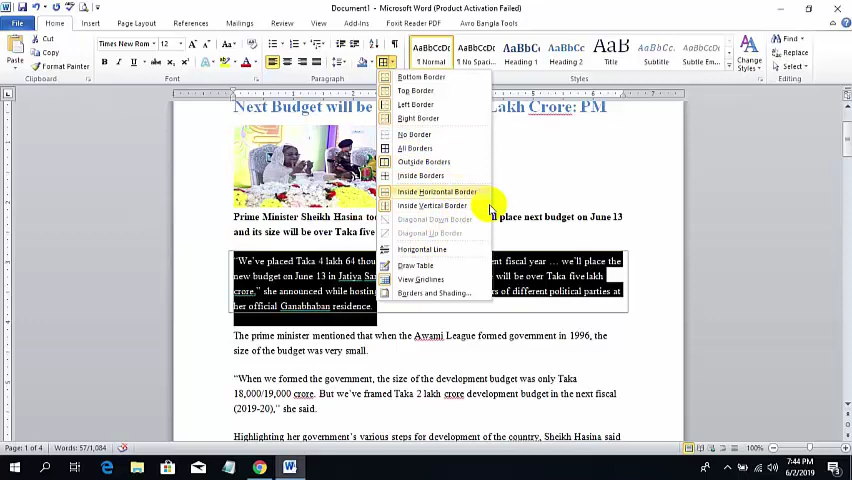 Document1 - Microsoft Word (Product Activation Failed)
File Home Insert Page Layout References Mailings Review View Add-Ins Foxit Reader PDF Avro Bangla Tools
Paste
Cut
Copy
Format Painter
Clipboard
Times New Rom 12
B I U
Paragraph
AaBbCcDc AaBbCcDc AaBbC AaBbCc AaB AaBbCc. AaBbCcDc
¶ Normal ¶ No Spaci... Heading 1 Heading 2 Title Subtitle Subtle Em...
Styles
Change Styles
Find
Replace
Select
Editing
Bottom Border
Top Border
Left Border
Right Border
No Border
All Borders
Outside Borders
Inside Borders
Inside Horizontal Border
Inside Vertical Border
Diagonal Down Border
Diagonal Up Border
Horizontal Line
Draw Table
View Gridlines
Borders and Shading...
Next Budget will be Lakh Crore: PM
Prime Minister Sheikh Hasina place next budget on June 13
and its size will be over Taka five
“We’ve placed Taka 4 lakh 64 fiscal year … we’ll place the
new budget on June 13 in Jatiya will be over Taka five lakh
crore,” she announced while hosting of different political parties at
her official Ganabhaban residence.
The prime minister mentioned that when the Awami League formed government in 1996, the
size of the budget was very small.
“When we formed the government, the size of the development budget was only Taka
18,000/19,000 crore. But we’ve framed Taka 2 lakh crore development budget in the next fiscal
(2019-20),” she said.
Highlighting her government’s various steps for development of the country, Sheikh Hasina said
Page: 1 of 4 Words: 57/1,084
100%
7:44 PM
6/2/2019